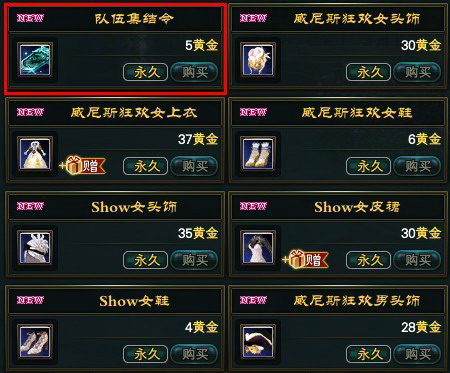 NEW 队伍集结令
5黄金
永久 购买
NEW 威尼斯狂欢女头饰
30黄金
永久 购买
NEW 威尼斯狂欢女上衣
37黄金
+赠 永久 购买
NEW 威尼斯狂欢女鞋
6黄金
永久 购买
NEW Show女头饰
35黄金
永久 购买
NEW Show女皮裙
30黄金
+赠 永久 购买
NEW Show女鞋
4黄金
永久 购买
NEW 威尼斯狂欢男头饰
28黄金
永久 购买